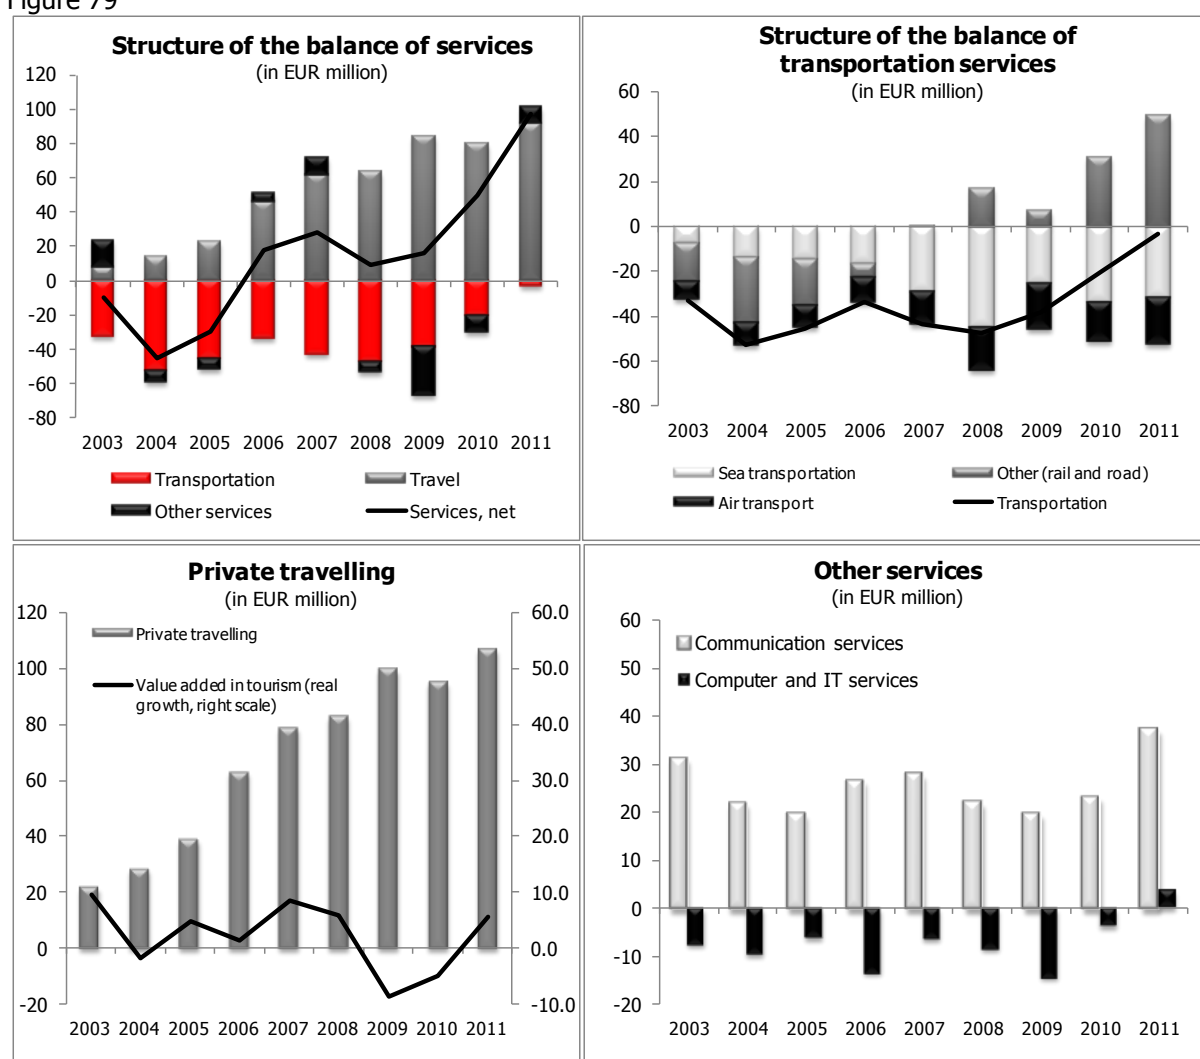 Figure 79
Structure of the balance of services
(in EUR million)
120
100
80
60
40
20
0
-20
-40
-60
-80
2003 2004 2005 2006 2007 2008 2009 2010 2011
Transportation Travel
Other services Services, net
Structure of the balance of
transportation services
(in EUR million)
60
40
20
0
-20
-40
-60
-80
2003 2004 2005 2006 2007 2008 2009 2010 2011
Sea transportation Other (rail and road)
Air transport Transportation
Private travelling
(in EUR million)
120 60.0
Private travelling
100 50.0
Value added in tourism (real
growth, right scale)
80 40.0
60 30.0
40 20.0
20 10.0
0 0.0
-20 -10.0
2003 2004 2005 2006 2007 2008 2009 2010 2011
Other services
(in EUR million)
60
Communication services
50
Computer and IT services
40
30
20
10
0
-10
-20
2003 2004 2005 2006 2007 2008 2009 2010 2011